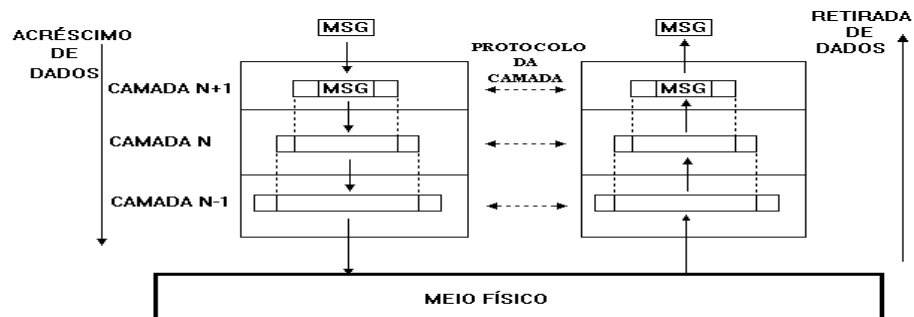 ACRÉSCIMO
DE
DADOS
MSG
PROTOCOLO
DA
CAMADA
MSG
RETIRADA
DE
DADOS
CAMADA N+1
MSG
MSG
CAMADA N
CAMADA N-1
MEIO FÍSICO